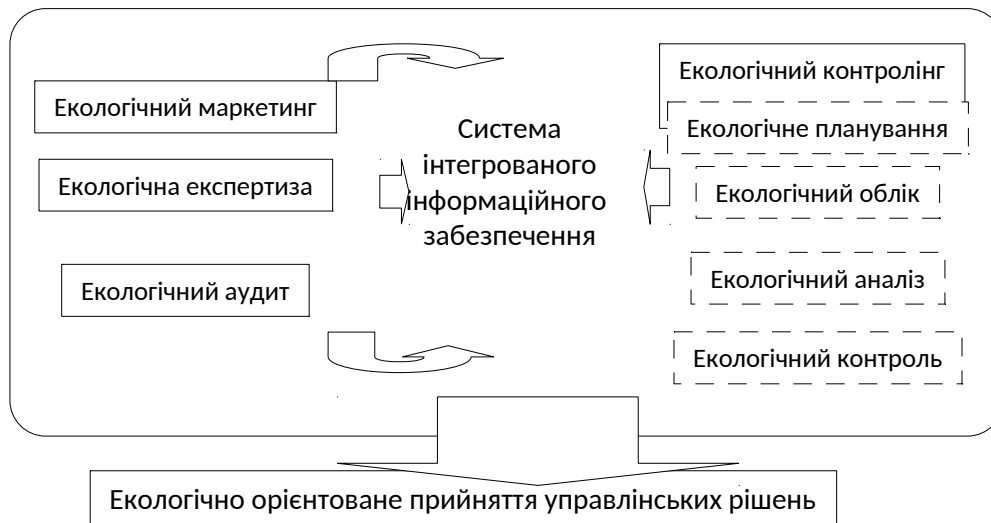 Екологічний маркетинг
Екологічна експертиза
Екологічний аудит
Система
інтегрованого
інформаційного
забезпечення
Екологічний контролінг
Екологічне планування
Екологічний облік
Екологічний аналіз
Екологічний контроль
Екологічно орієнтоване прийняття управлінських рішень